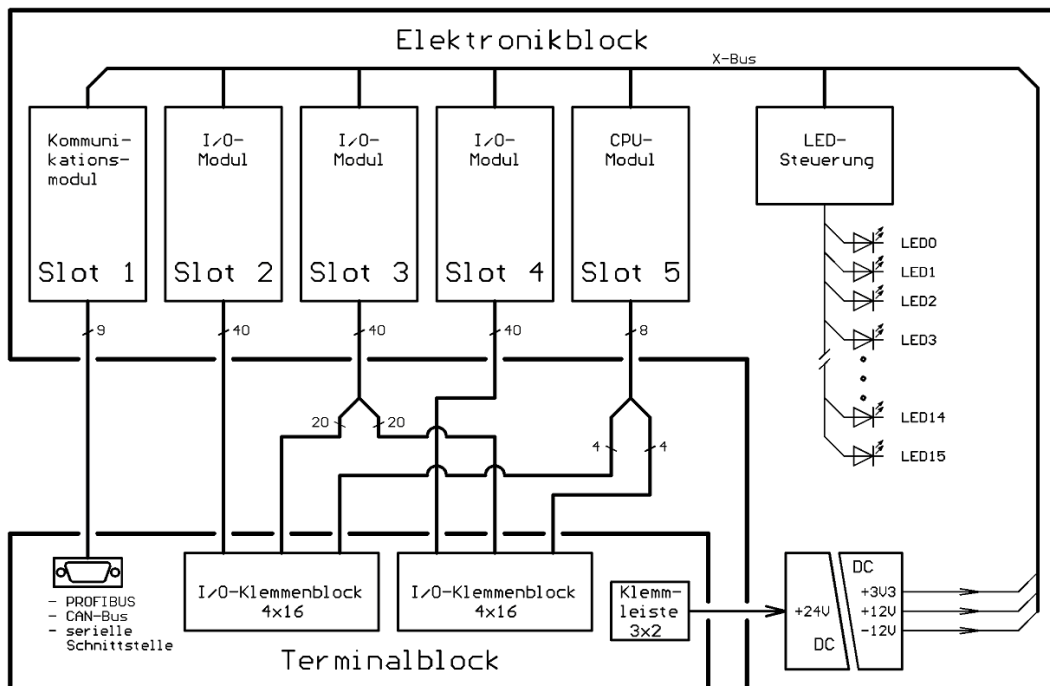 Elektronikblock
X-Bus
Kommuni-
kations-
modul
Slot 1
I/O-
Modul
Slot 2
I/O-
Modul
Slot 3
I/O-
Modul
Slot 4
CPU-
Modul
Slot 5
LED-
Steuerung
LED0
LED1
LED2
LED3
LED14
LED15
9
40
40
40
8
20
20
4
4
- PROFIBUS
- CAN-Bus
- serielle
Schnittstelle
I/O-Klemmenblock
4x16
I/O-Klemmenblock
4x16
Klemm-
leiste
3x2
+24V
DC
DC
+3V3
+12V
-12V
Terminalblock